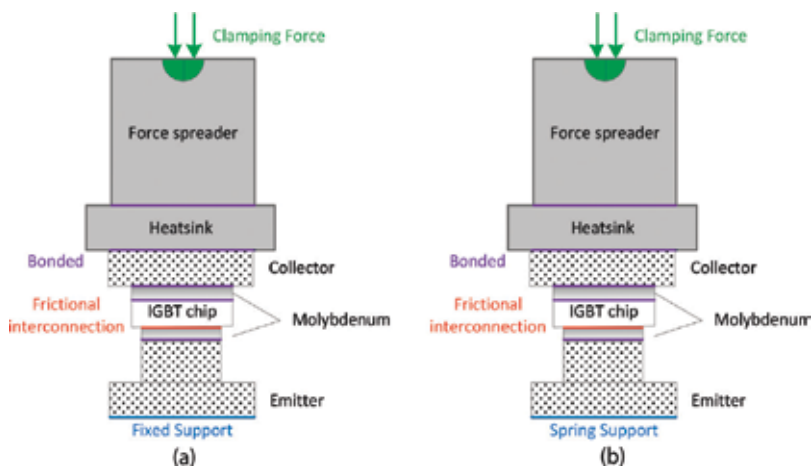 Clamping Force
Force spreader
Heatsink
Bonded
Collector
Frictional
interconnection
IGBT chip
Molybdenum
Emitter
Fixed Support
(a)
Clamping Force
Force spreader
Heatsink
Bonded
Collector
Frictional
interconnection
IGBT chip
Molybdenum
Emitter
Spring Support
(b)